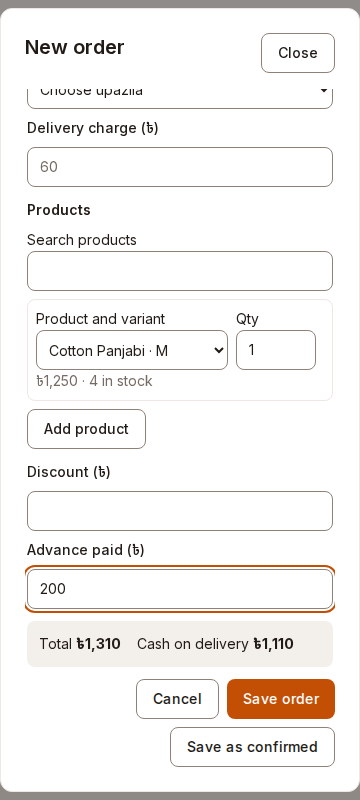 New order
Close
Choose upazila
Delivery charge (৳)
60
Products
Search products
Product and variant
Qty
Cotton Panjabi · M
1
৳1,250 · 4 in stock
Add product
Discount (৳)
Advance paid (৳)
200
Total ৳1,310 Cash on delivery ৳1,110
Cancel
Save order
Save as confirmed